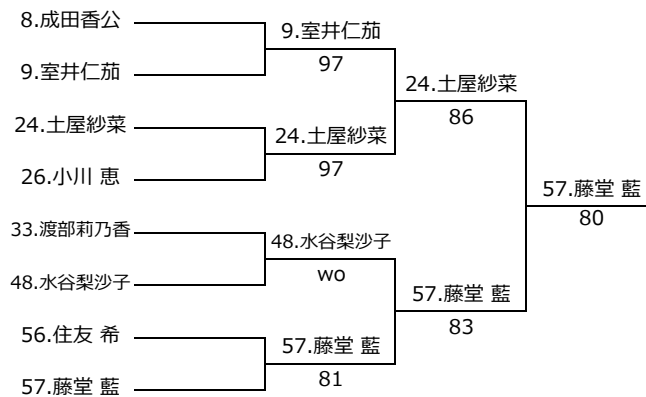 8.成田香公
9.室井仁茄
97
9.室井仁茄
24.土屋紗菜
86
24.土屋紗菜
24.土屋紗菜
97
26.小川 恵
57.藤堂 藍
80
33.渡部莉乃香
48.水谷梨沙子
wo
48.水谷梨沙子
57.藤堂 藍
83
56.住友 希
57.藤堂 藍
81
57.藤堂 藍